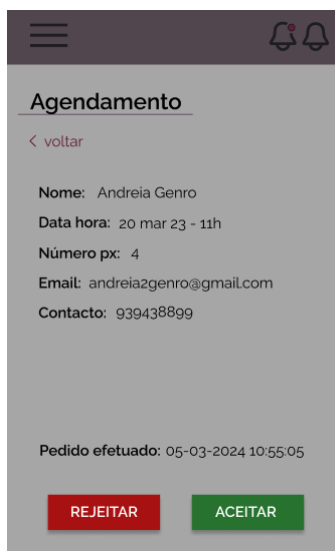 Agendamento
< voltar
Nome: Andreia Genro
Data hora: 20 mar 23 - 11h
Número px: 4
Email: andreia2genro@gmail.com
Contacto: 939438899
Pedido efetuado: 05-03-2024 10:55:05
REJEITAR ACEITAR